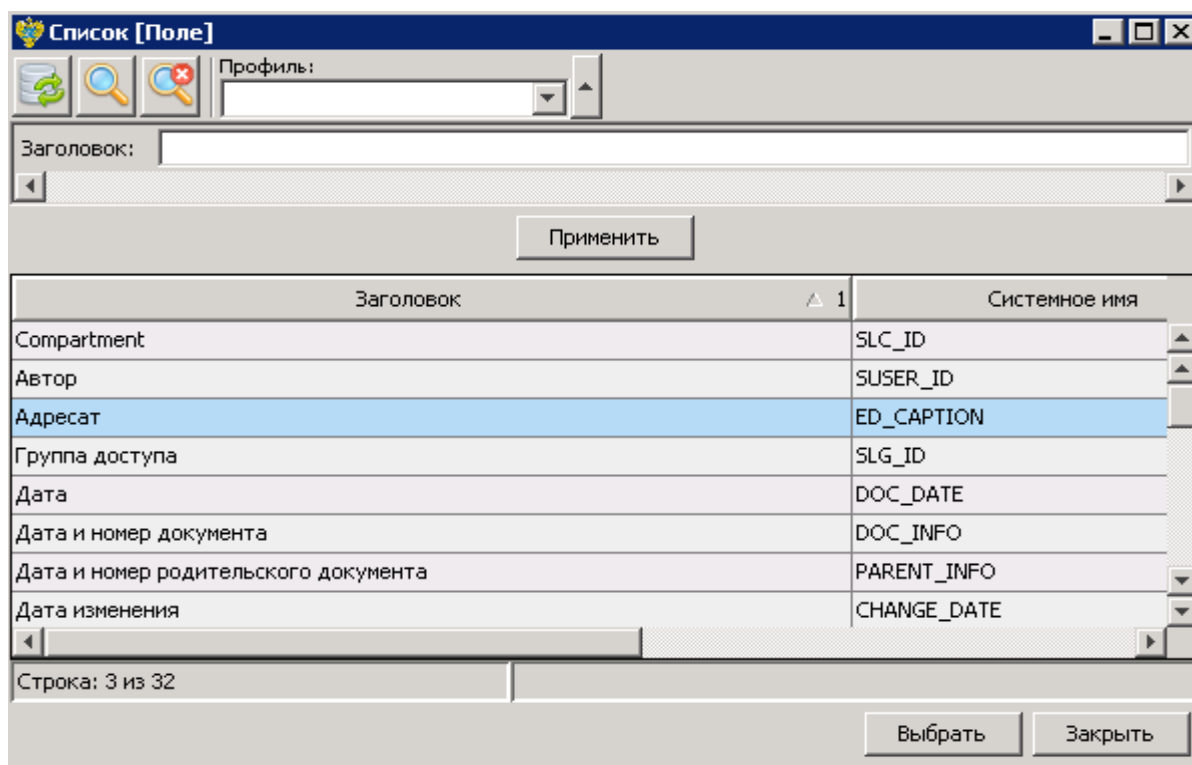 Список [Поле]
Профиль:
Заголовок:
Применить
Заголовок 1 Системное имя
Compartment SLC_ID
Автор SUSER_ID
Адресат ED_CAPTION
Группа доступа SLG_ID
Дата DOC_DATE
Дата и номер документа DOC_INFO
Дата и номер родительского документа PARENT_INFO
Дата изменения CHANGE_DATE
Строка: 3 из 32
Выбрать Закрыть